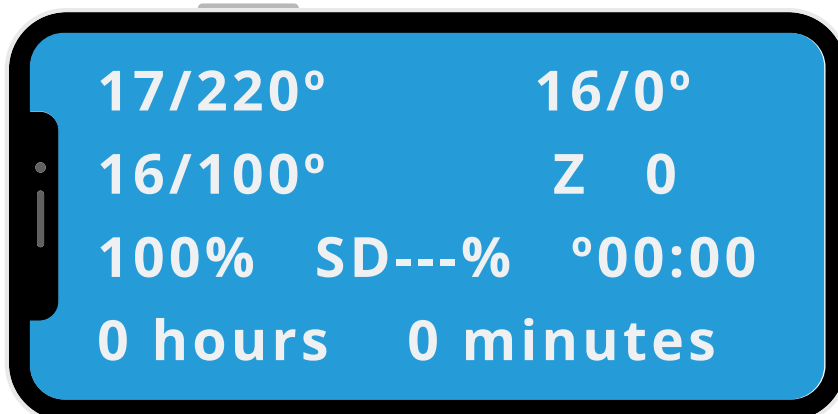 17/220º 16/0º
16/100º Z 0
100% SD---% º00:00
0 hours 0 minutes